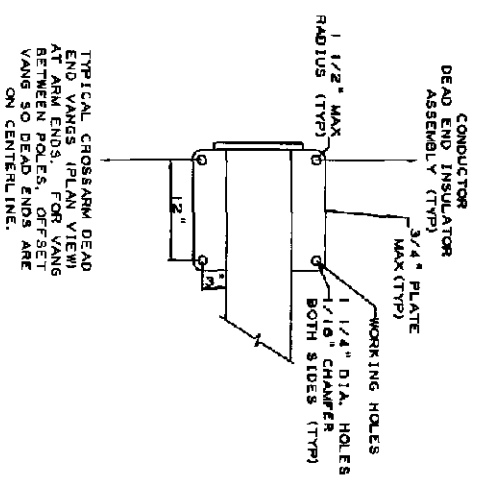 CONDUCTOR
DEAD END INSULATOR
ASSEMBLY (TYP)
3/4" PLATE
MAX(TYP)
WORKING HOLES
1 1/4" DIA. HOLES
1/16" CHAMFER
BOTH SIDES (TYP)
1 1/2" MAX
RADIUS (TYP)
12"
3"
TYPICAL CROSSARM DEAD
END VANGS (PLAN VIEW)
AT ARM ENDS. FOR VANG
BETWEEN POLES, OFFSET
VANG SO DEAD ENDS ARE
ON CENTERLINE.